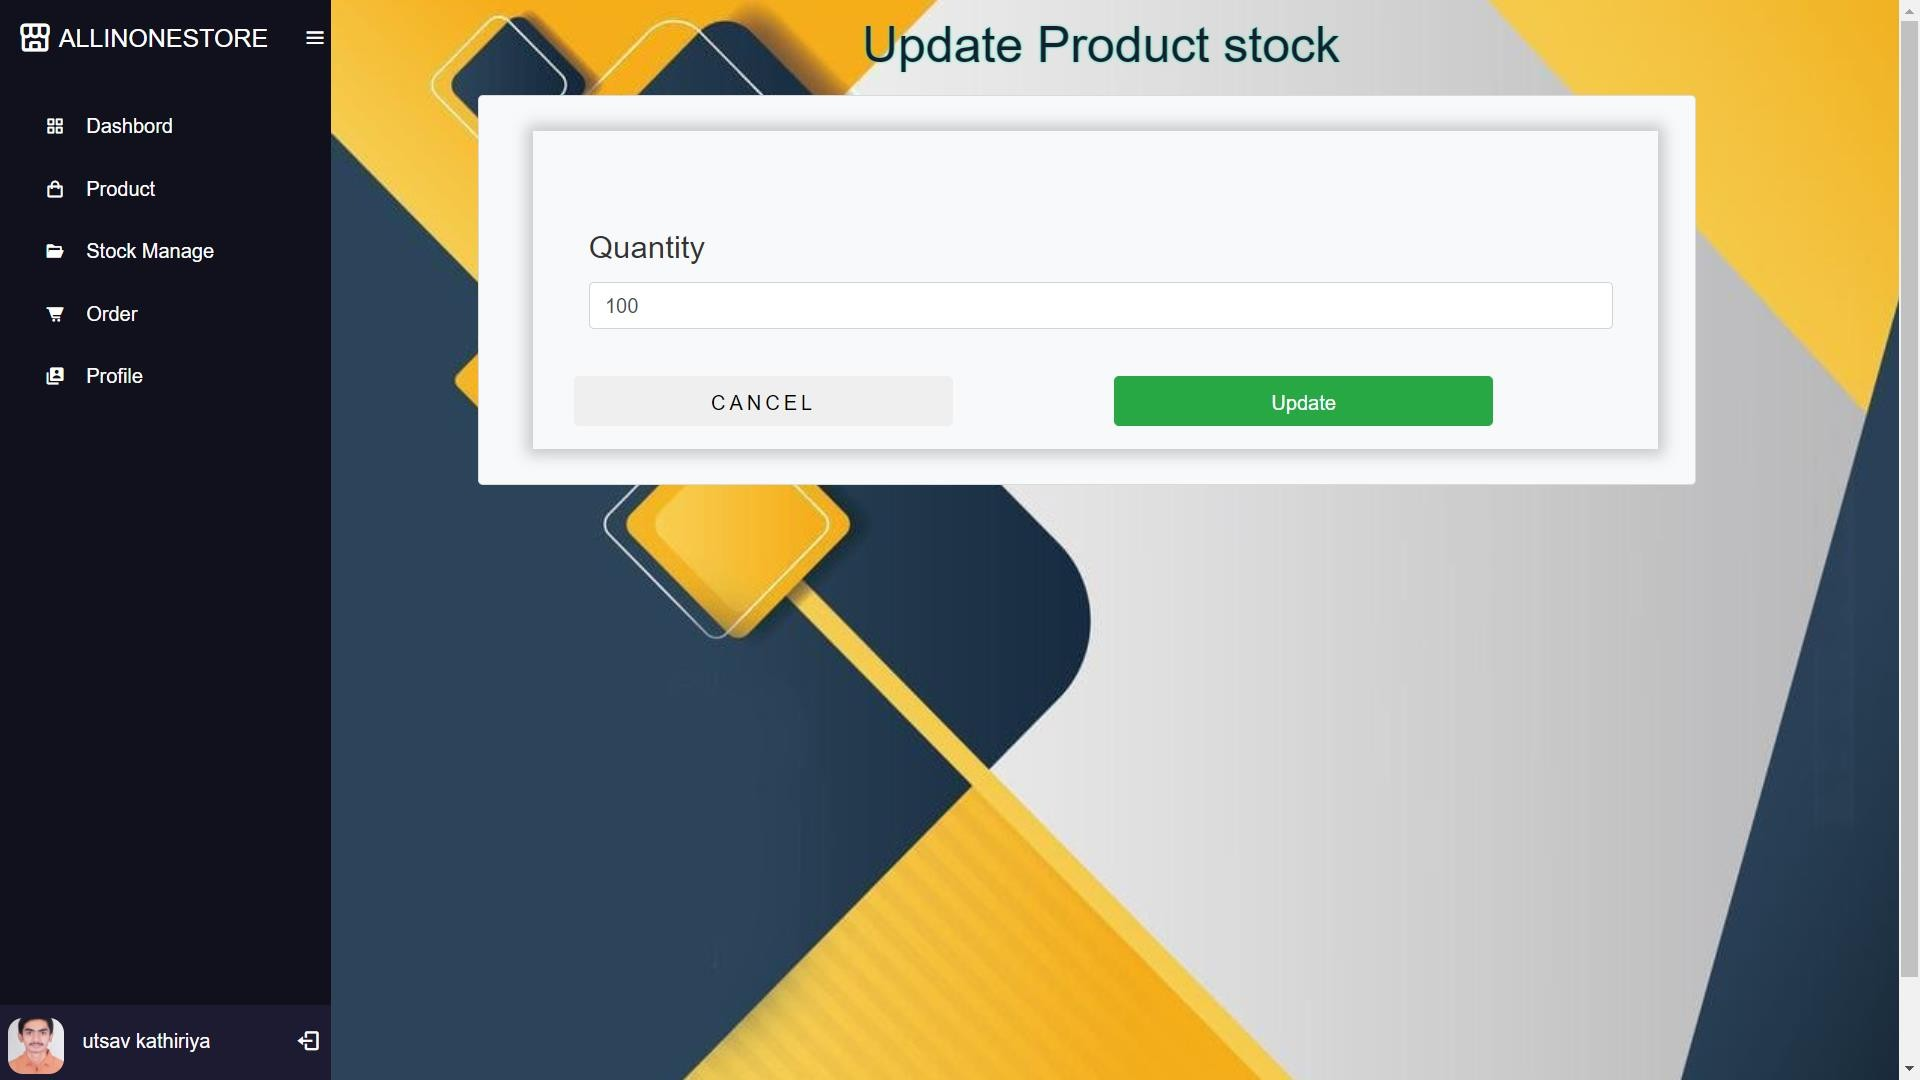 ALLINONESTORE
Dashbord
Product
Stock Manage
Order
Profile
utsav kathiriya
Update Product stock
Quantity
100
CANCEL
Update